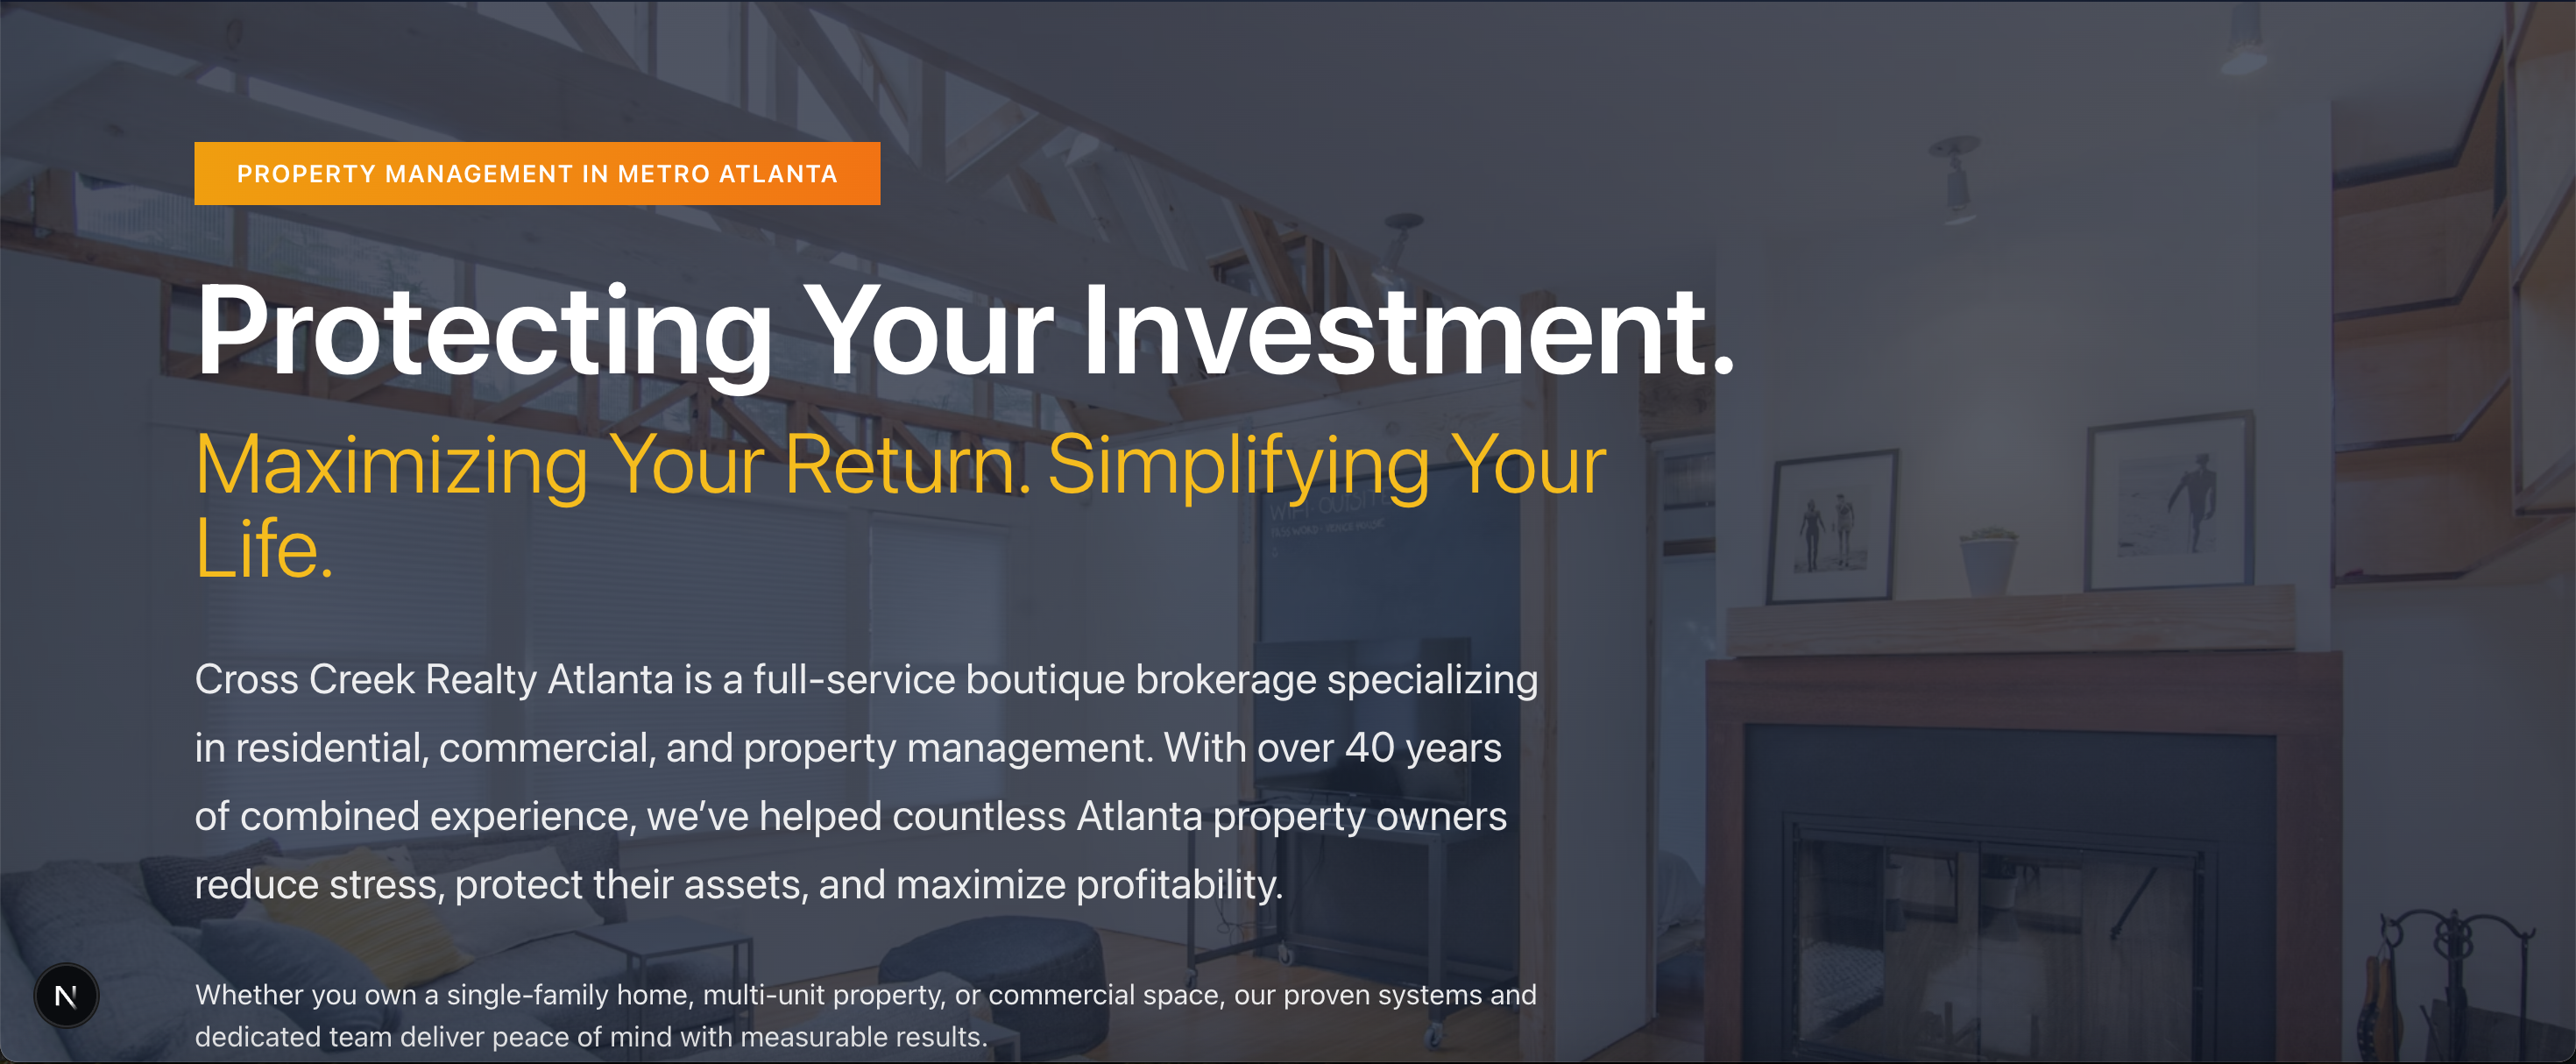 PROPERTY MANAGEMENT IN METRO ATLANTA
Protecting Your Investment.
Maximizing Your Return. Simplifying Your
Life.
Cross Creek Realty Atlanta is a full-service boutique brokerage specializing
in residential, commercial, and property management. With over 40 years
of combined experience, we’ve helped countless Atlanta property owners
reduce stress, protect their assets, and maximize profitability.
N
Whether you own a single-family home, multi-unit property, or commercial space, our proven systems and
dedicated team deliver peace of mind with measurable results.